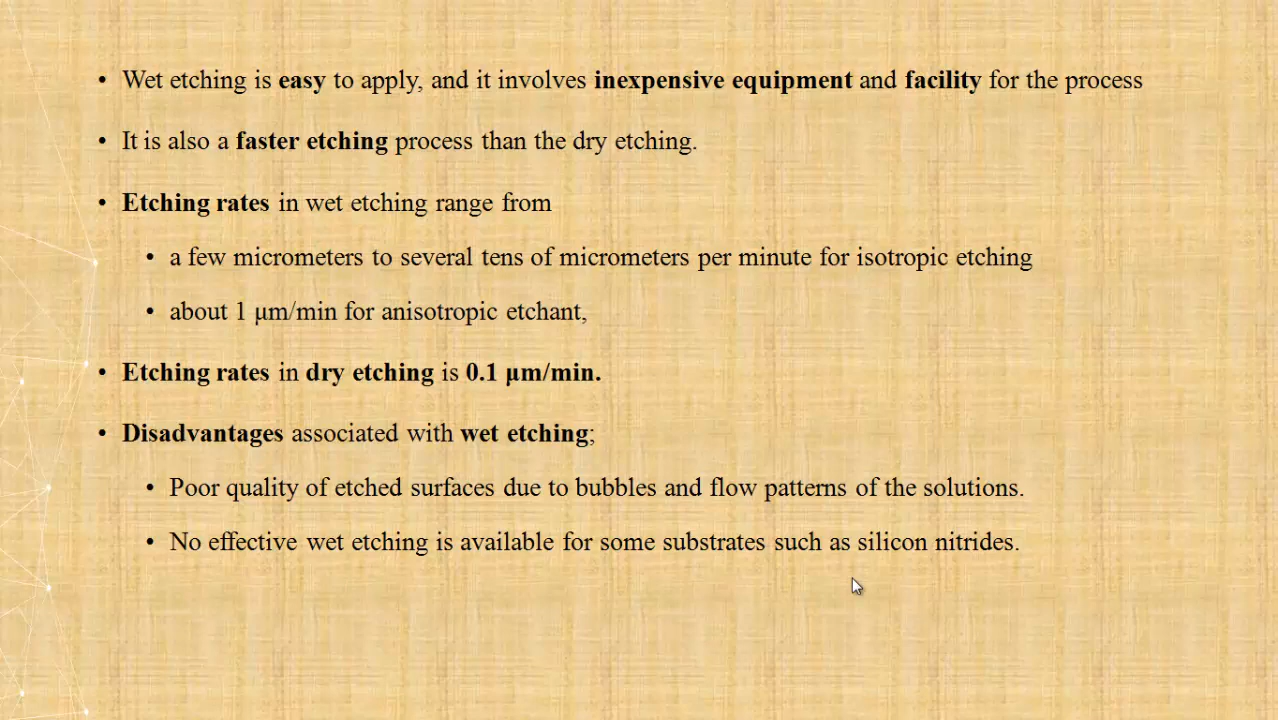 • Wet etching is easy to apply, and it involves inexpensive equipment and facility for the process
• It is also a faster etching process than the dry etching.
• Etching rates in wet etching range from
• a few micrometers to several tens of micrometers per minute for isotropic etching
• about 1 μm/min for anisotropic etchant,
• Etching rates in dry etching is 0.1 μm/min.
• Disadvantages associated with wet etching;
• Poor quality of etched surfaces due to bubbles and flow patterns of the solutions.
• No effective wet etching is available for some substrates such as silicon nitrides.